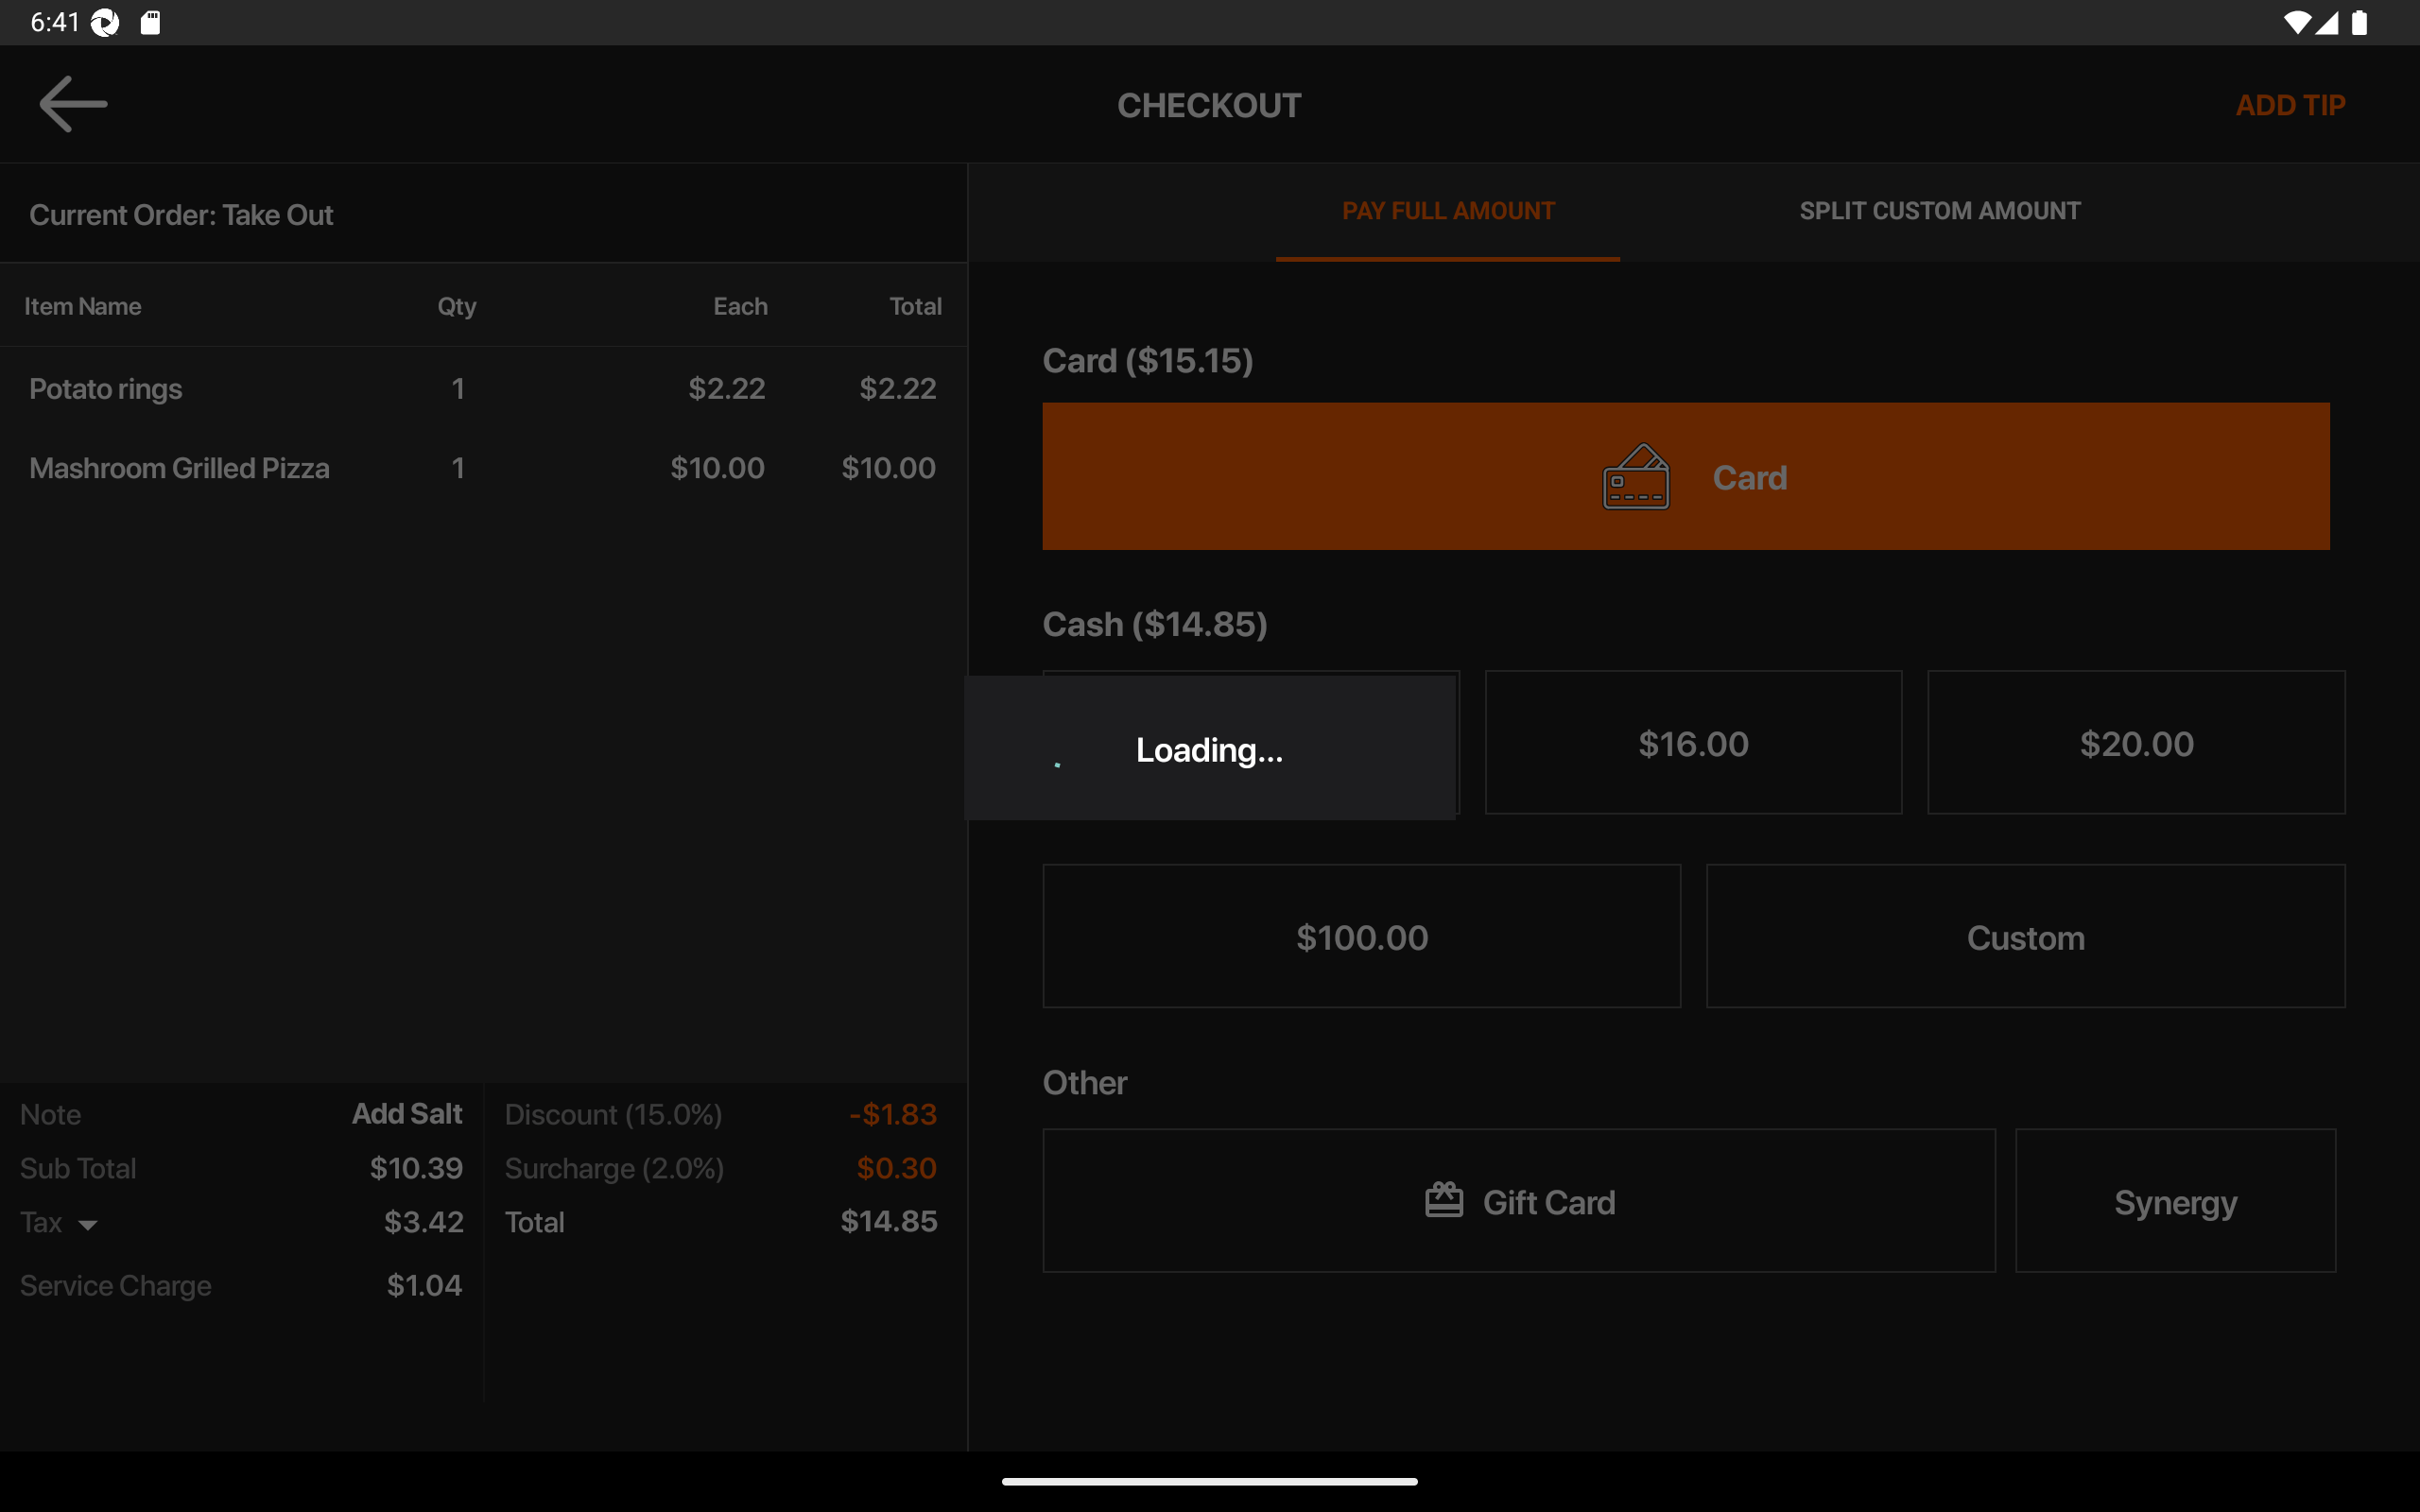 6:41
CHECKOUT
ADD TIP
Current Order: Take Out
PAY FULL AMOUNT
SPLIT CUSTOM AMOUNT
Item Name Qty Each Total
Potato rings 1 $2.22 $2.22
Mashroom Grilled Pizza 1 $10.00 $10.00
Card ($15.15)
Card
Cash ($14.85)
Loading...
$16.00
$20.00
$100.00
Custom
Other
Gift Card
Synergy
Note Add Salt
Sub Total $10.39
Tax $3.42
Service Charge $1.04
Discount (15.0%) -$1.83
Surcharge (2.0%) $0.30
Total $14.85